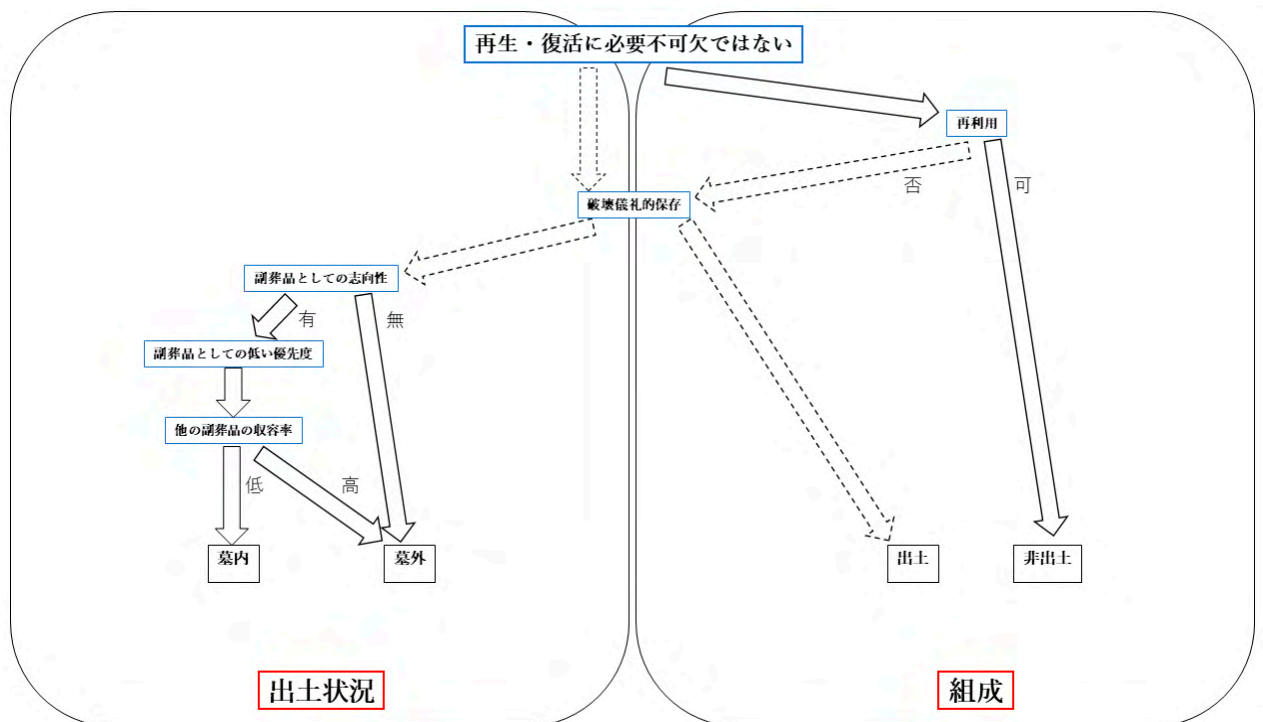 再生・復活に必要不可欠ではない
再利用
否
可
破壊儀礼的保存
副葬品としての志向性
有
無
副葬品としての低い優先度
他の副葬品の収容率
低
高
墓内
墓外
出土
非出土
出土状況
組成